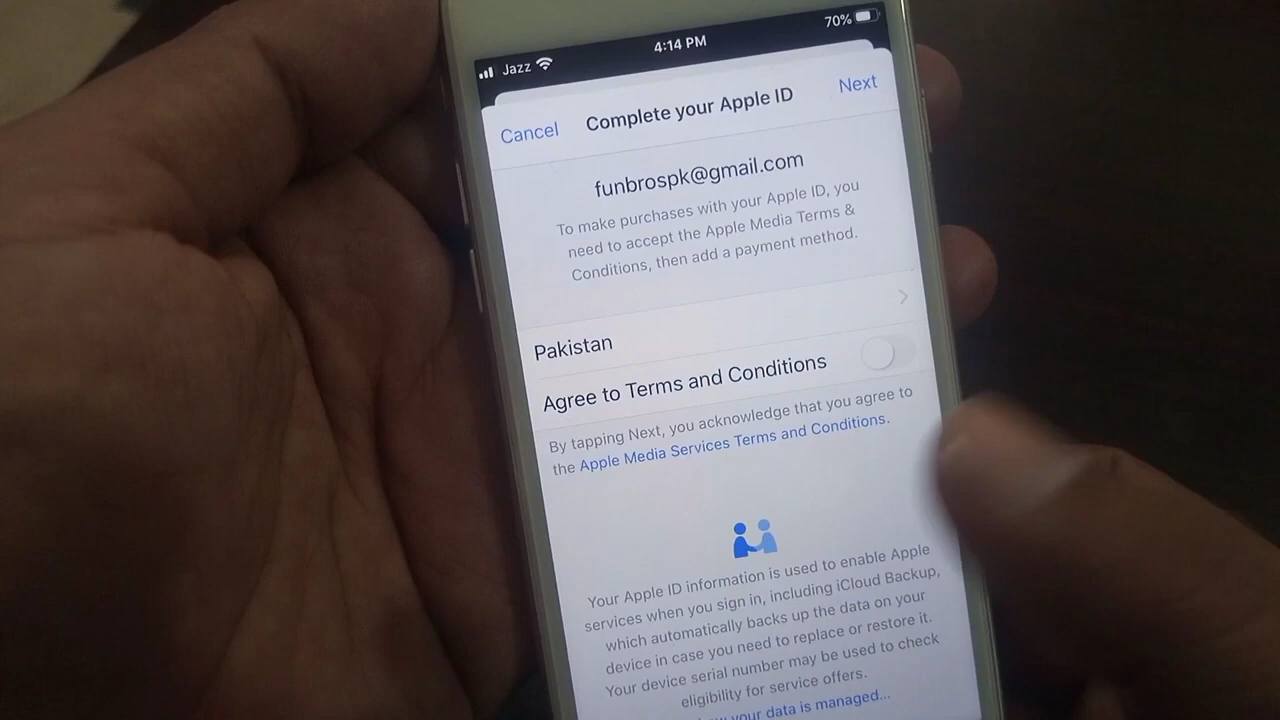 Jazz 4:14 PM 70%
Cancel Complete your Apple ID Next
funbrospk@gmail.com
To make purchases with your Apple ID, you
need to accept the Apple Media Terms &
Conditions, then add a payment method.
Pakistan
Agree to Terms and Conditions
By tapping Next, you acknowledge that you agree to
the Apple Media Services Terms and Conditions.
Your Apple ID information is used to enable Apple
services when you sign in, including iCloud Backup,
which automatically backs up the data on your
device in case you need to replace or restore it.
Your device serial number may be used to check
eligibility for service offers.
your data is managed...